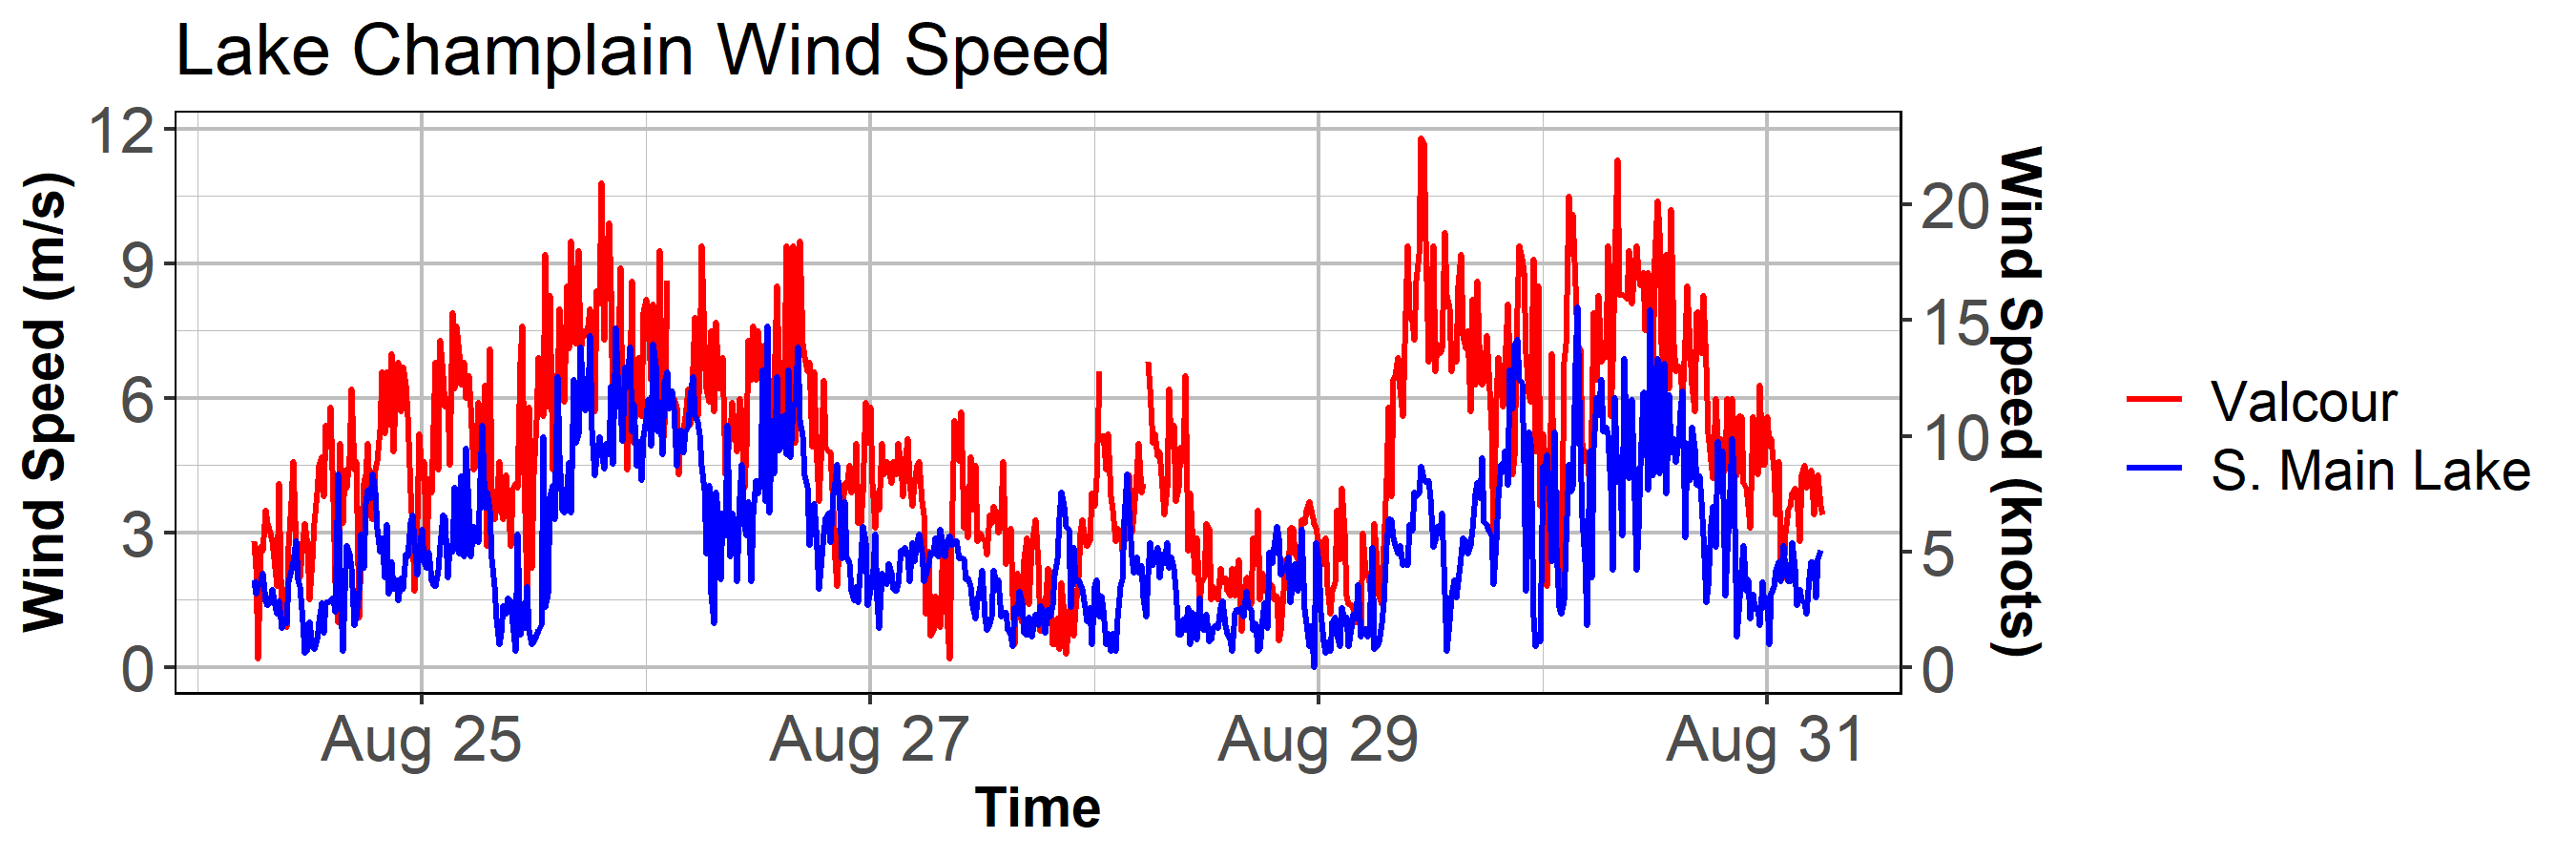 Lake Champlain Wind Speed
12
9
6
3
0
Wind Speed (m/s)
20
15
10
5
0
Wind Speed (knots)
Aug 25
Aug 27
Aug 29
Aug 31
Time
Valcour
S. Main Lake